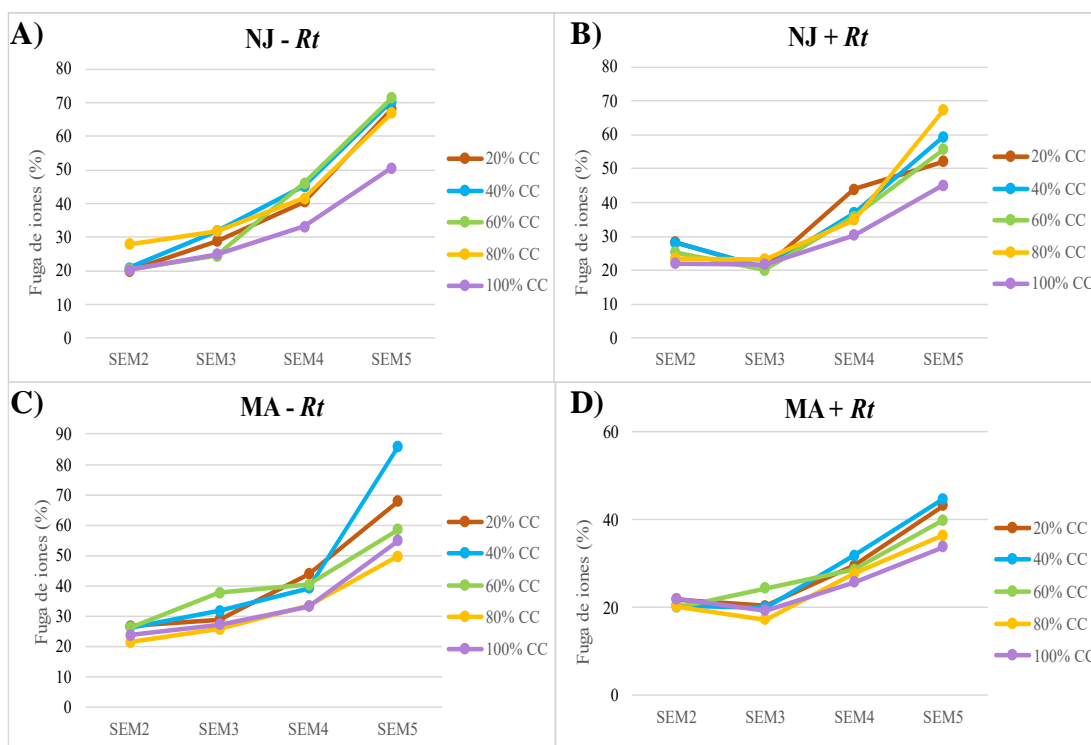 A)
NJ - Rt
Fuga de iones (%)
80
70
60
50
40
30
20
10
0
SEM2 SEM3 SEM4 SEM5
20% CC
40% CC
60% CC
80% CC
100% CC
B)
NJ + Rt
Fuga de iones (%)
80
70
60
50
40
30
20
10
0
SEM2 SEM3 SEM4 SEM5
20% CC
40% CC
60% CC
80% CC
100% CC
C)
MA - Rt
Fuga de iones (%)
90
80
70
60
50
40
30
20
10
0
SEM2 SEM3 SEM4 SEM5
20% CC
40% CC
60% CC
80% CC
100% CC
D)
MA + Rt
Fuga de iones (%)
60
40
20
0
SEM2 SEM3 SEM4 SEM5
20% CC
40% CC
60% CC
80% CC
100% CC